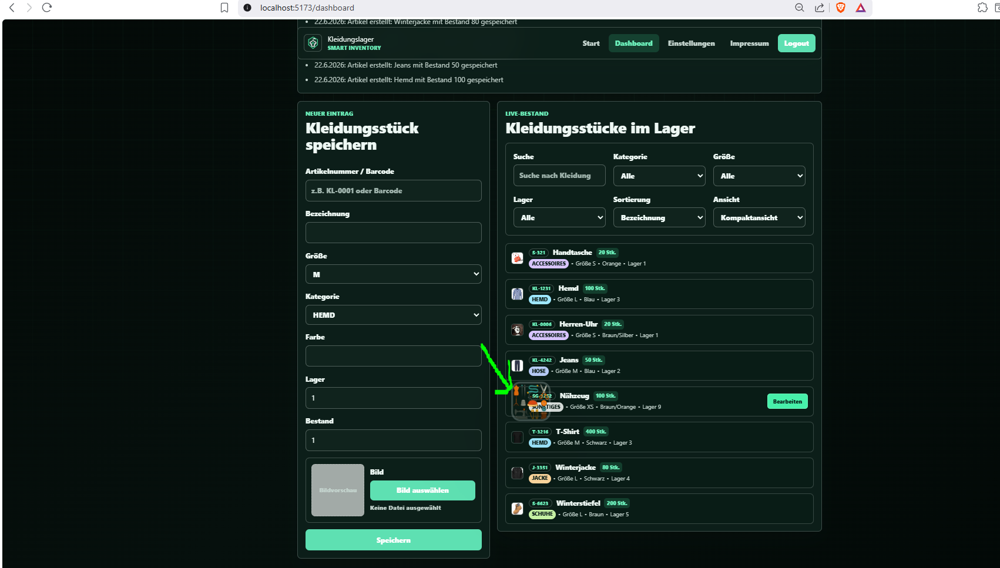 localhost:5173/dashboard
22.6.2026: Artikel erstellt: Winterjacke mit Bestand 80 gespeichert
Kleidungslager
SMART INVENTORY
Start Dashboard Einstellungen Impressum Logout
22.6.2026: Artikel erstellt: Jeans mit Bestand 50 gespeichert
22.6.2026: Artikel erstellt: Hemd mit Bestand 100 gespeichert
NEUER EINTRAG
Kleidungsstück
speichern
Artikelnummer / Barcode
z.B. KL-0001 oder Barcode
Bezeichnung
Größe
M
Kategorie
HEMD
Farbe
Lager
1
Bestand
1
Bildvorschau
Bild
Bild auswählen
Keine Datei ausgewählt
Speichern
LIVE-BESTAND
Kleidungsstücke im Lager
Suche Kategorie Größe
Suche nach Kleidung Alle Alle
Lager Sortierung Ansicht
Alle Bezeichnung Kompaktansicht
S-321 Handtasche 20 Stk.
ACCESSOIRES • Größe S • Orange • Lager 1
KL-1231 Hemd 100 Stk.
HEMD • Größe L • Blau • Lager 3
KL-0006 Herren-Uhr 20 Stk.
ACCESSOIRES • Größe S • Braun/Silber • Lager 1
KL-4242 Jeans 50 Stk.
HOSE • Größe M • Blau • Lager 2
Nähzeug 100 Stk.
SONSTIGES • Größe XS • Braun/Orange • Lager 9
Bearbeiten
T-3216 T-Shirt 400 Stk.
HEMD • Größe M • Schwarz • Lager 3
J-3351 Winterjacke 80 Stk.
JACKE • Größe L • Schwarz • Lager 4
S-6623 Winterstiefel 200 Stk.
SCHUHE • Größe L • Braun • Lager 5